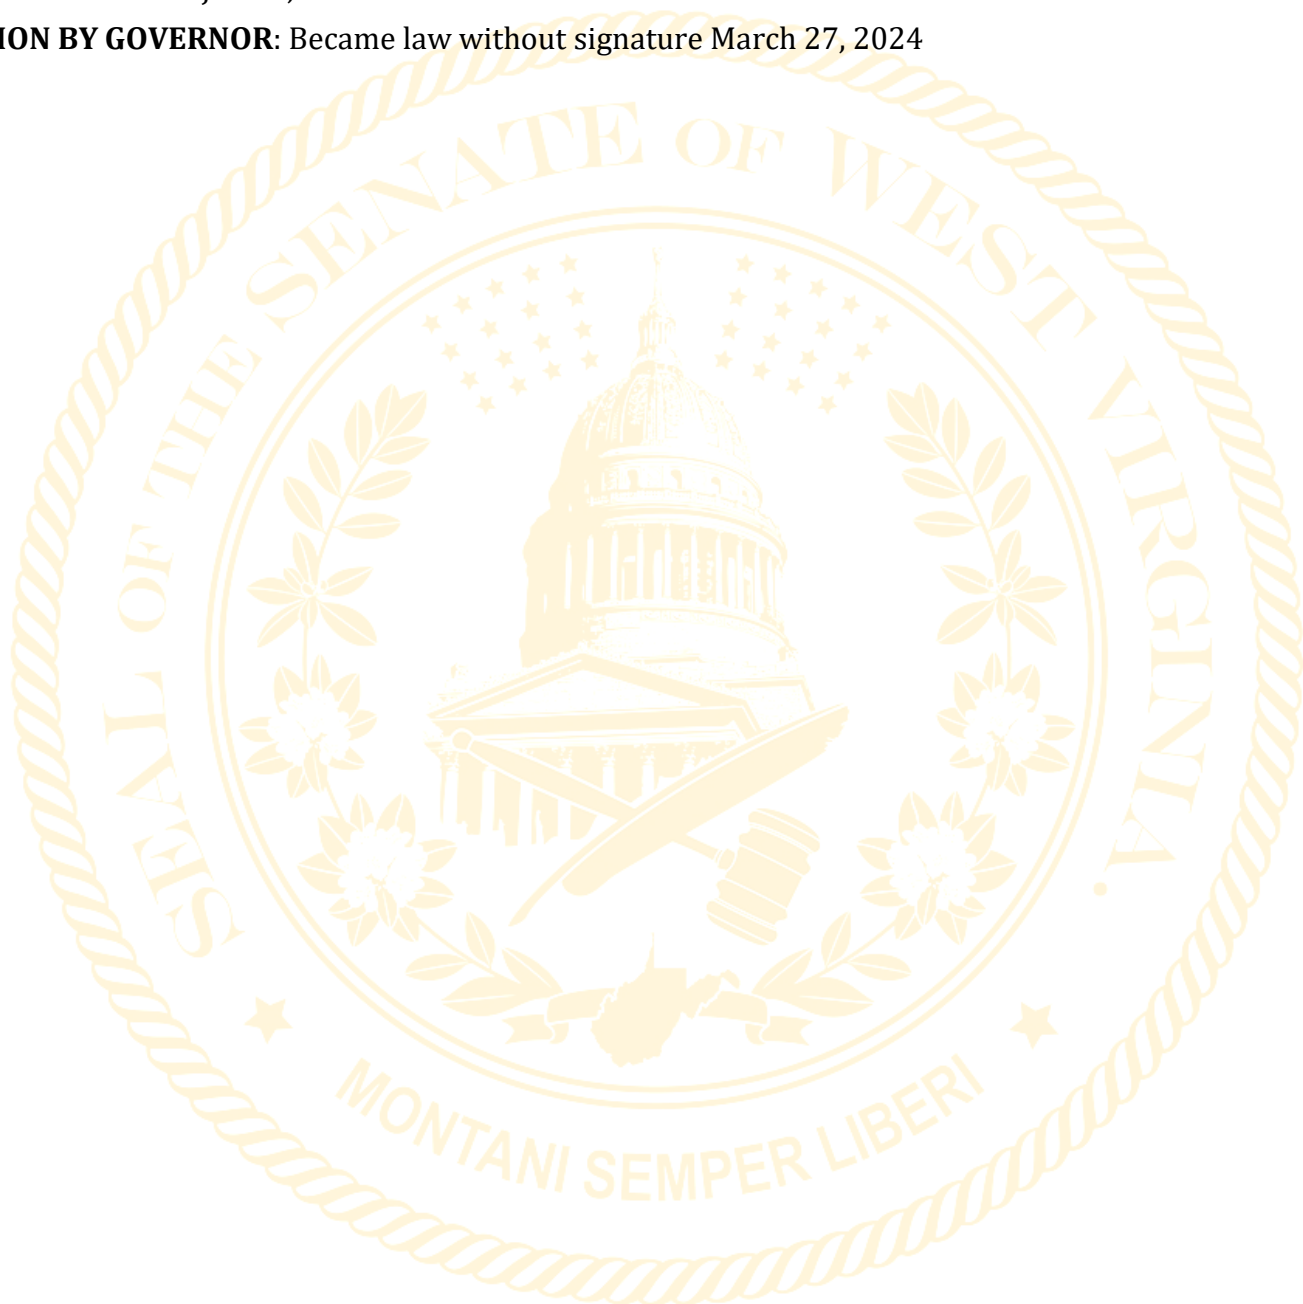 ION BY GOVERNOR: Became law without signature March 27, 2024
SEAL OF THE SENATE OF WEST VIRGINIA.
MONTANI SEMPER LIBERI